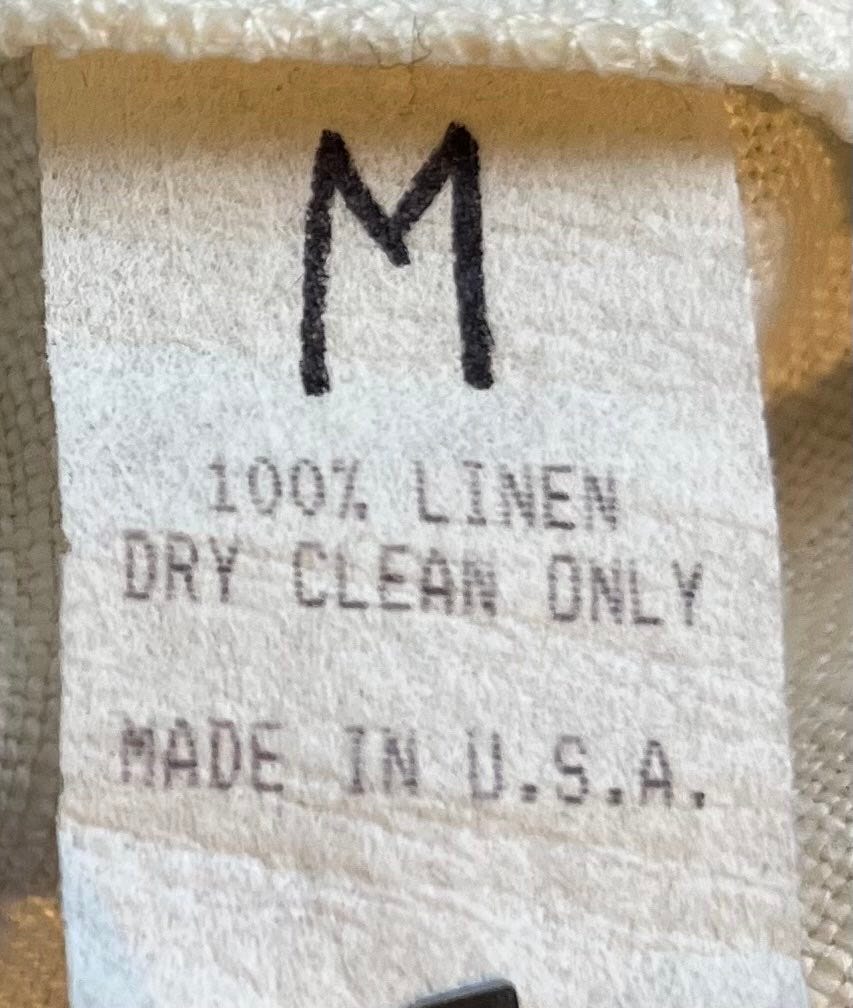 M
100% LINEN
DRY CLEAN ONLY
MADE IN U.S.A.